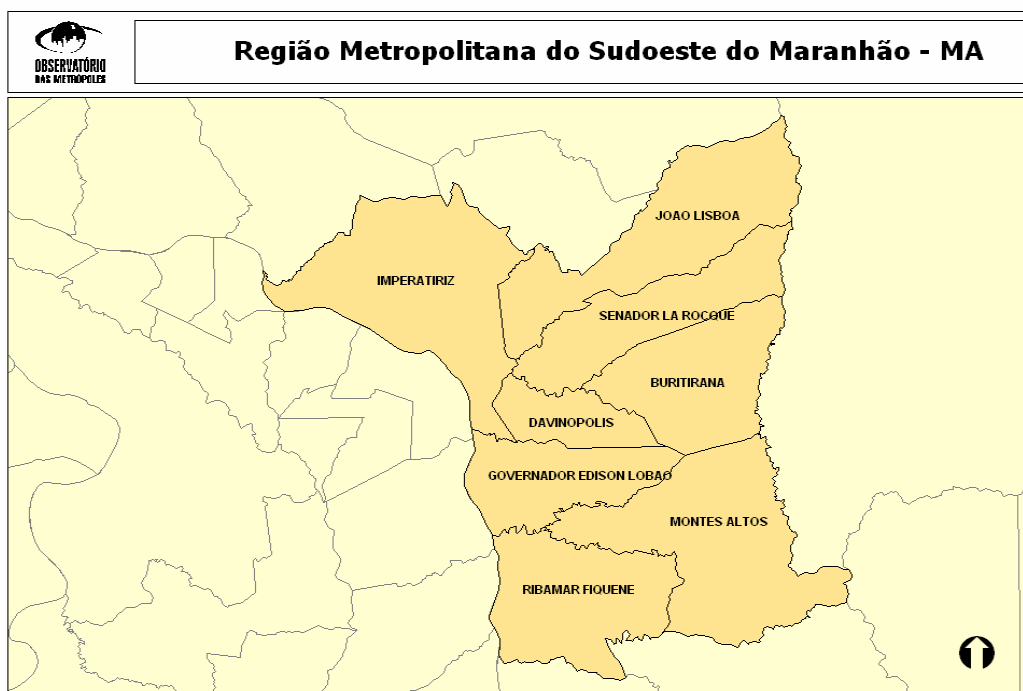 OBSERVATÓRIO
DAS METRÓPOLES
Região Metropolitana do Sudoeste do Maranhão - MA
JOAO LISBOA
IMPERATIRIZ
SENADOR LA ROCQUE
BURITIRANA
DAVINOPOLIS
GOVERNADOR EDISON LOBAO
MONTES ALTOS
RIBAMAR FIQUENE